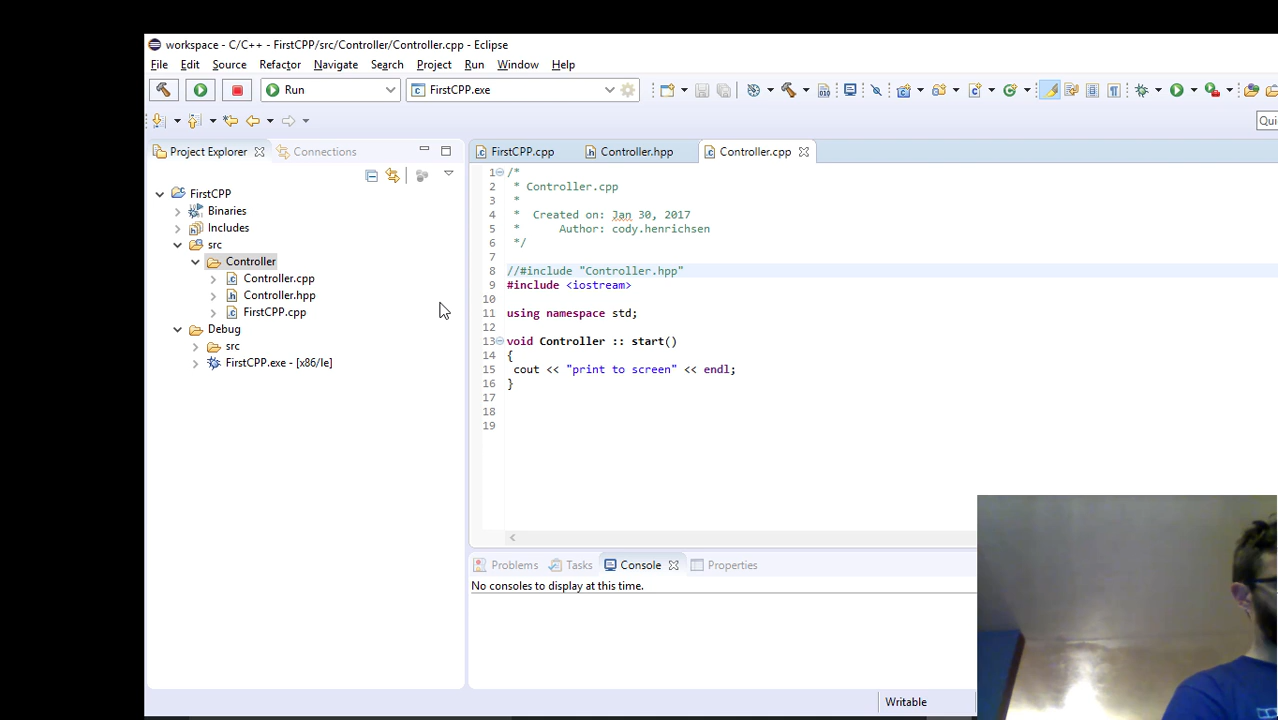 workspace - C/C++ - FirstCPP/src/Controller/Controller.cpp - Eclipse
File Edit Source Refactor Navigate Search Project Run Window Help
Run FirstCPP.exe
Qui
Project Explorer Connections
FirstCPP
Binaries
Includes
src
Controller
Controller.cpp
Controller.hpp
FirstCPP.cpp
Debug
src
FirstCPP.exe - [x86/le]
FirstCPP.cpp Controller.hpp Controller.cpp
1 /*
2 * Controller.cpp
3 *
4 * Created on: Jan 30, 2017
5 * Author: cody.henrichsen
6 */
7
8 //#include "Controller.hpp"
9 #include <iostream>
10
11 using namespace std;
12
13 void Controller :: start()
14 {
15 cout << "print to screen" << endl;
16 }
17
18
19
Problems Tasks Console Properties
No consoles to display at this time.
Writable